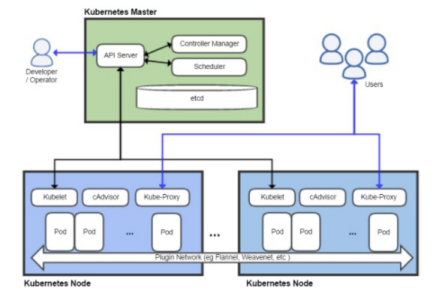 Kubernetes Master
API Server
Controller Manager
Scheduler
etcd
Developer
/ Operator
Users
Kubelet
cAdvisor
Kube-Proxy
Pod
Pod
...
Pod
Kubelet
cAdvisor
Kube-Proxy
Pod
Pod
...
Pod
...
Plugin Network (eg Flannel, Weavenet, etc )
Kubernetes Node
Kubernetes Node